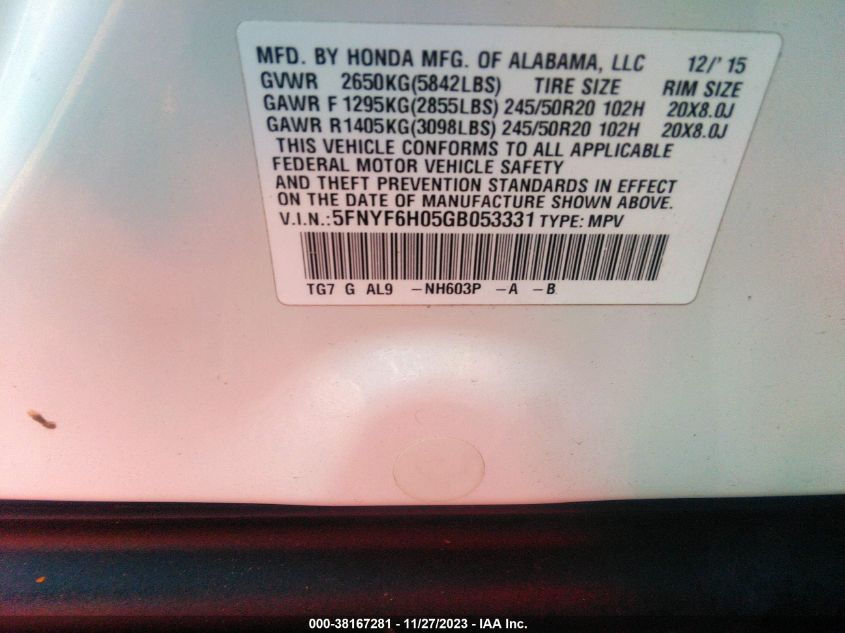 MFD. BY HONDA MFG. OF ALABAMA, LLC 12/' 15
GVWR 2650KG(5842LBS) TIRE SIZE RIM SIZE
GAWR F 1295KG(2855LBS) 245/50R20 102H 20X8.0J
GAWR R1405KG(3098LBS) 245/50R20 102H 20X8.0J
THIS VEHICLE CONFORMS TO ALL APPLICABLE
FEDERAL MOTOR VEHICLE SAFETY
AND THEFT PREVENTION STANDARDS IN EFFECT
ON THE DATE OF MANUFACTURE SHOWN ABOVE.
V.I.N.:5FNYF6H05GB053331 TYPE: MPV
TG7 G AL9 -NH603P -A -B
000-38167281 - 11/27/2023 - IAA Inc.